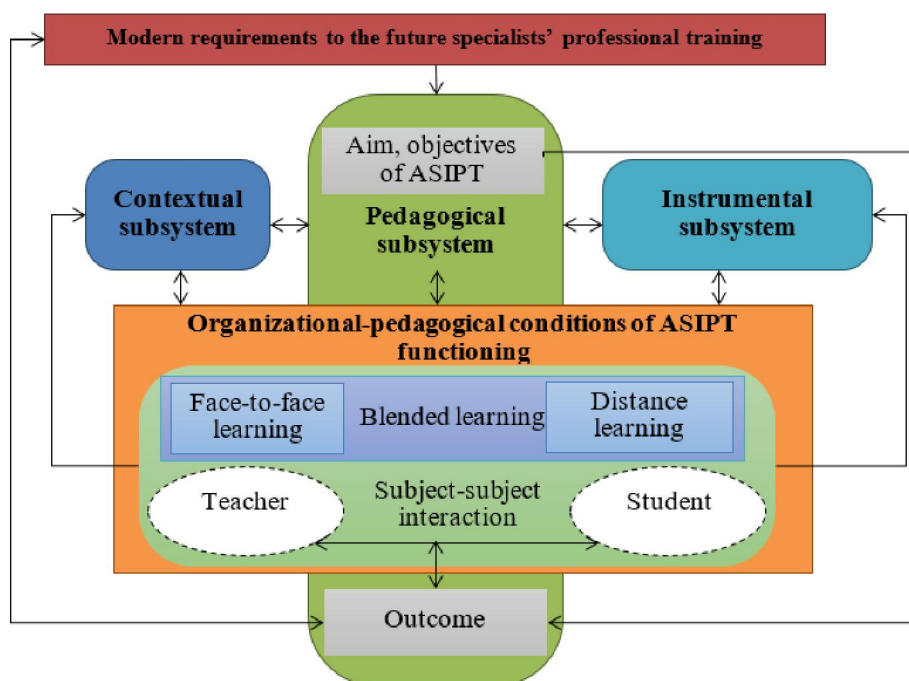 Modern requirements to the future specialists’ professional training
Aim, objectives
of ASIPT
Contextual
subsystem
Pedagogical
subsystem
Instrumental
subsystem
Organizational-pedagogical conditions of ASIPT
functioning
Face-to-face
learning
Blended learning
Distance
learning
Teacher
Subject-subject
interaction
Student
Outcome